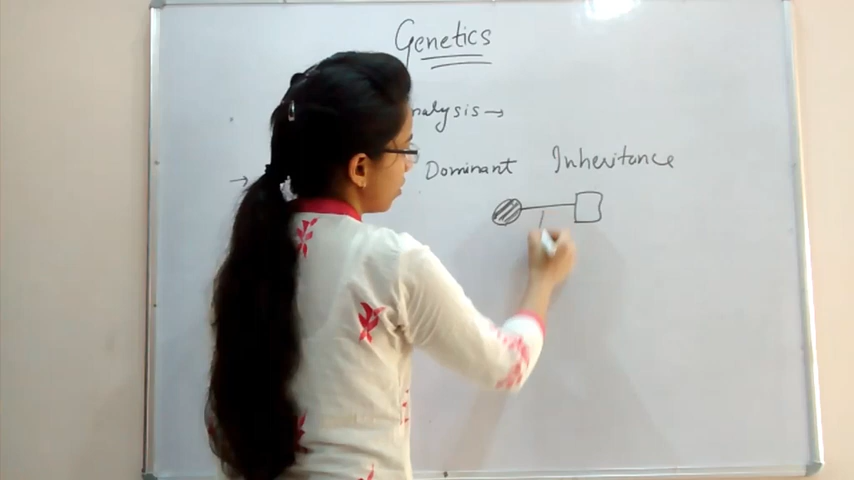 Genetics
nalysis →
→ Dominant Inheritance